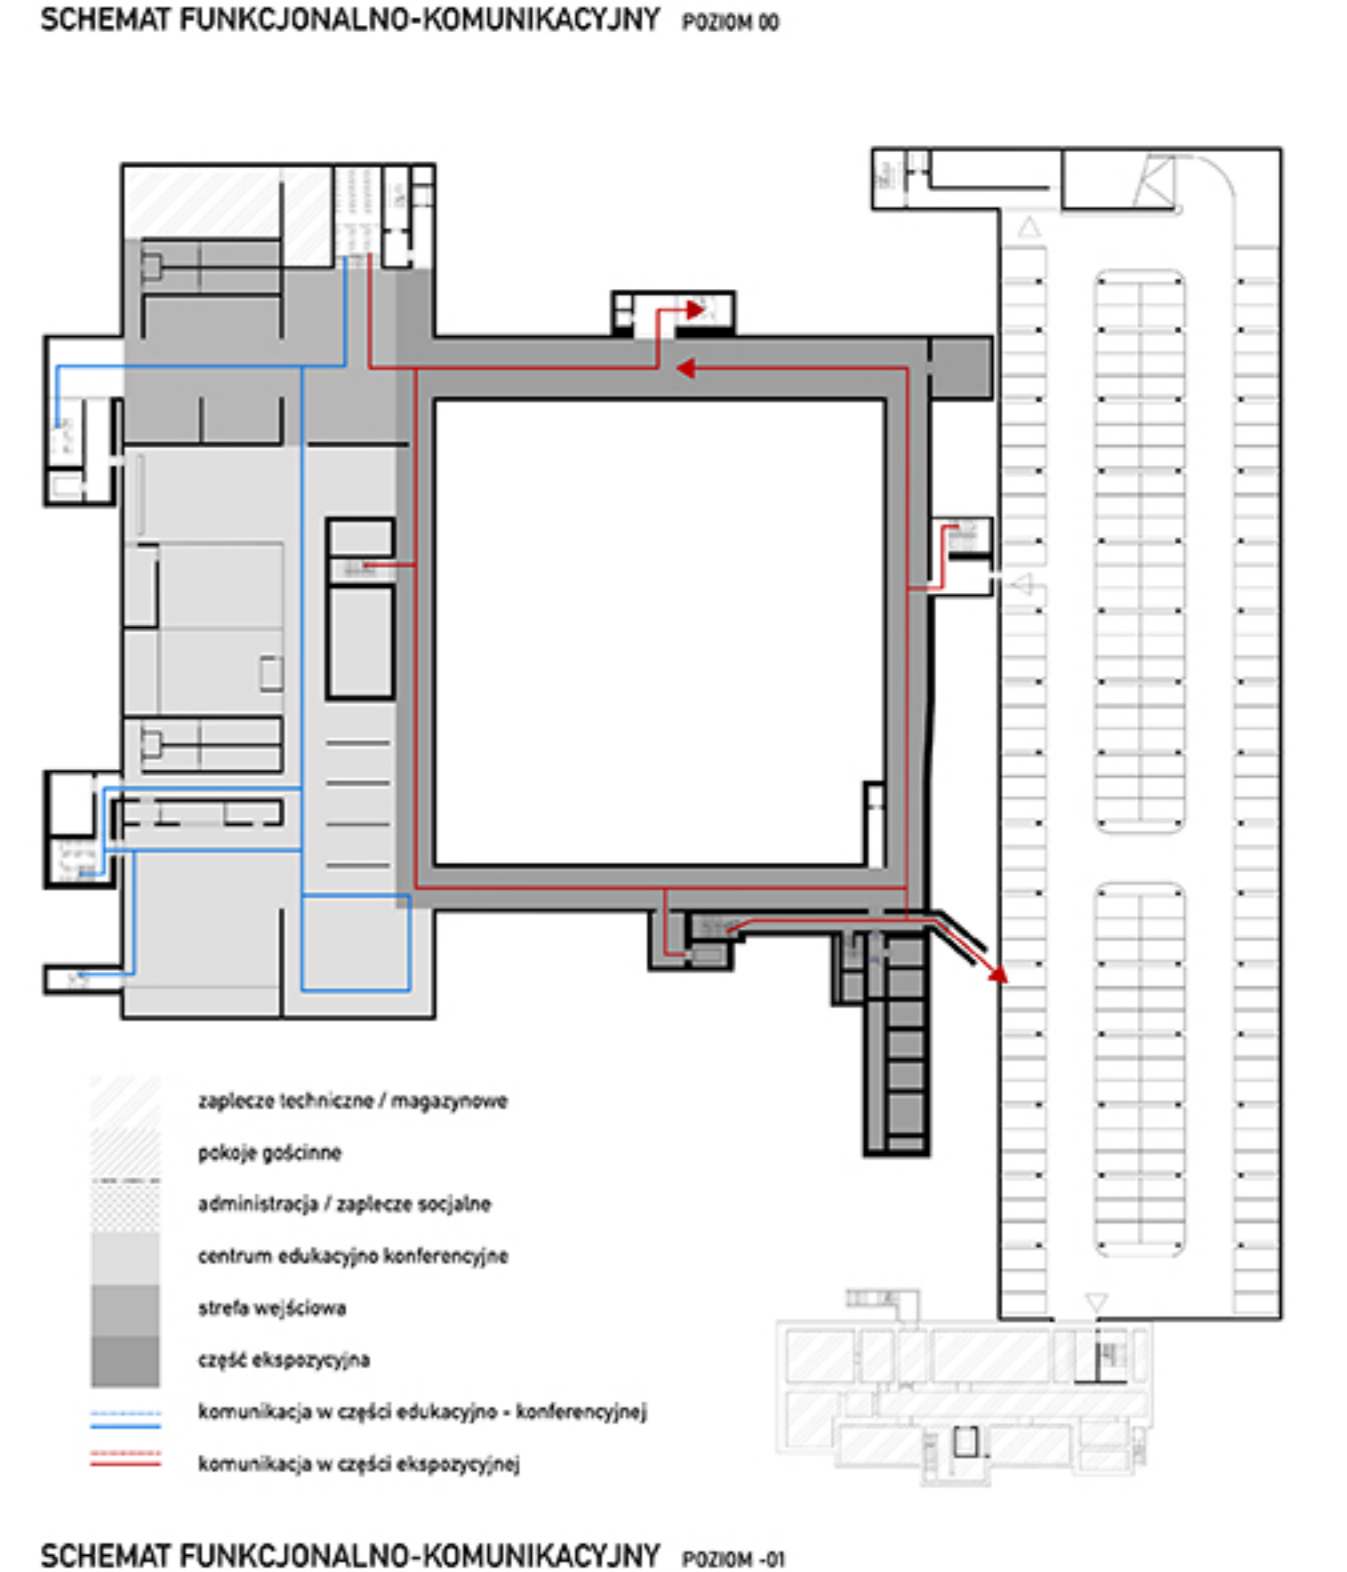 SCHEMAT FUNKCJONALNO-KOMUNIKACYJNY POZIOM 00
zaplecze techniczne / magazynowe
pokoje gościnne
administracja / zaplecze socjalne
centrum edukacyjno konferencyjne
strefa wejściowa
część ekspozycyjna
komunikacja w części edukacyjno - konferencyjnej
komunikacja w części ekspozycyjnej
SCHEMAT FUNKCJONALNO-KOMUNIKACYJNY POZIOM -01